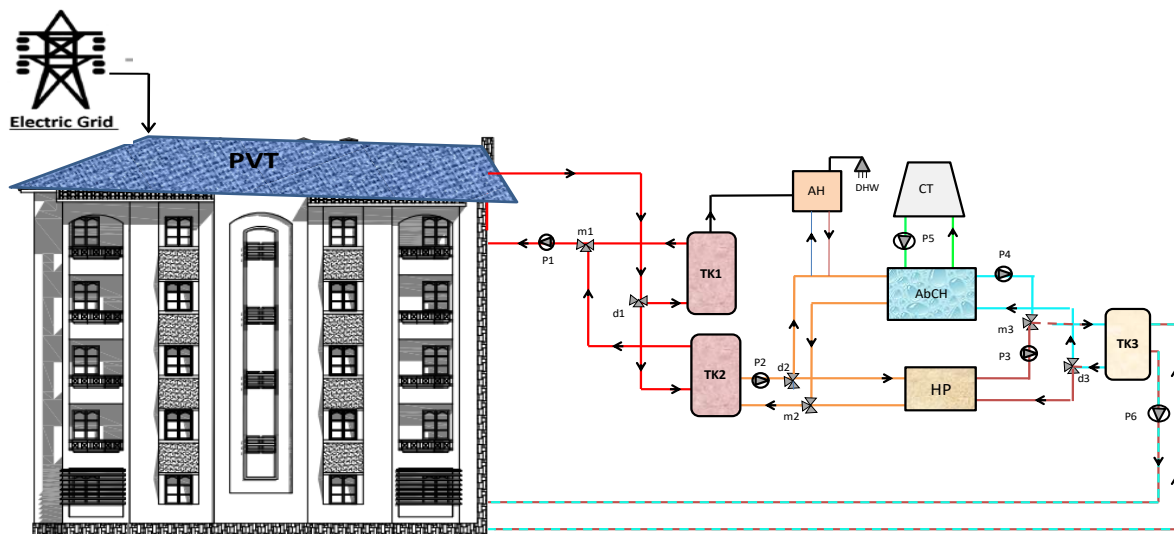 Electric Grid
PVT
AH
DHW
CT
m1
P5
P1
P4
TK1
AbCH
d1
m3
TK3
P3
TK2
P2
d2
d3
HP
m2
P6